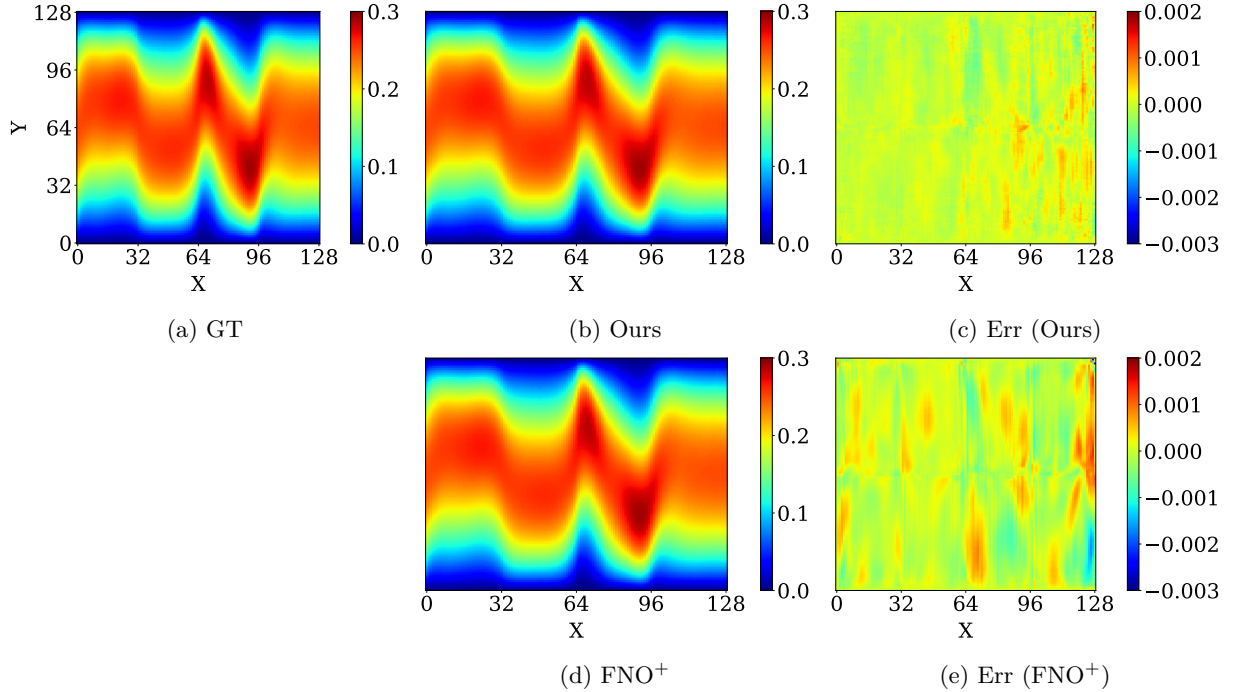 128
96
64
32
0
Y
0 32 64 96 128
X
0.3
0.2
0.1
0.0
(a) GT
0 32 64 96 128
X
0.3
0.2
0.1
0.0
(b) Ours
0 32 64 96 128
X
0.002
0.001
0.000
−0.001
−0.002
−0.003
(c) Err (Ours)
0 32 64 96 128
X
0.3
0.2
0.1
0.0
(d) FNO⁺
0 32 64 96 128
X
0.002
0.001
0.000
−0.001
−0.002
−0.003
(e) Err (FNO⁺)